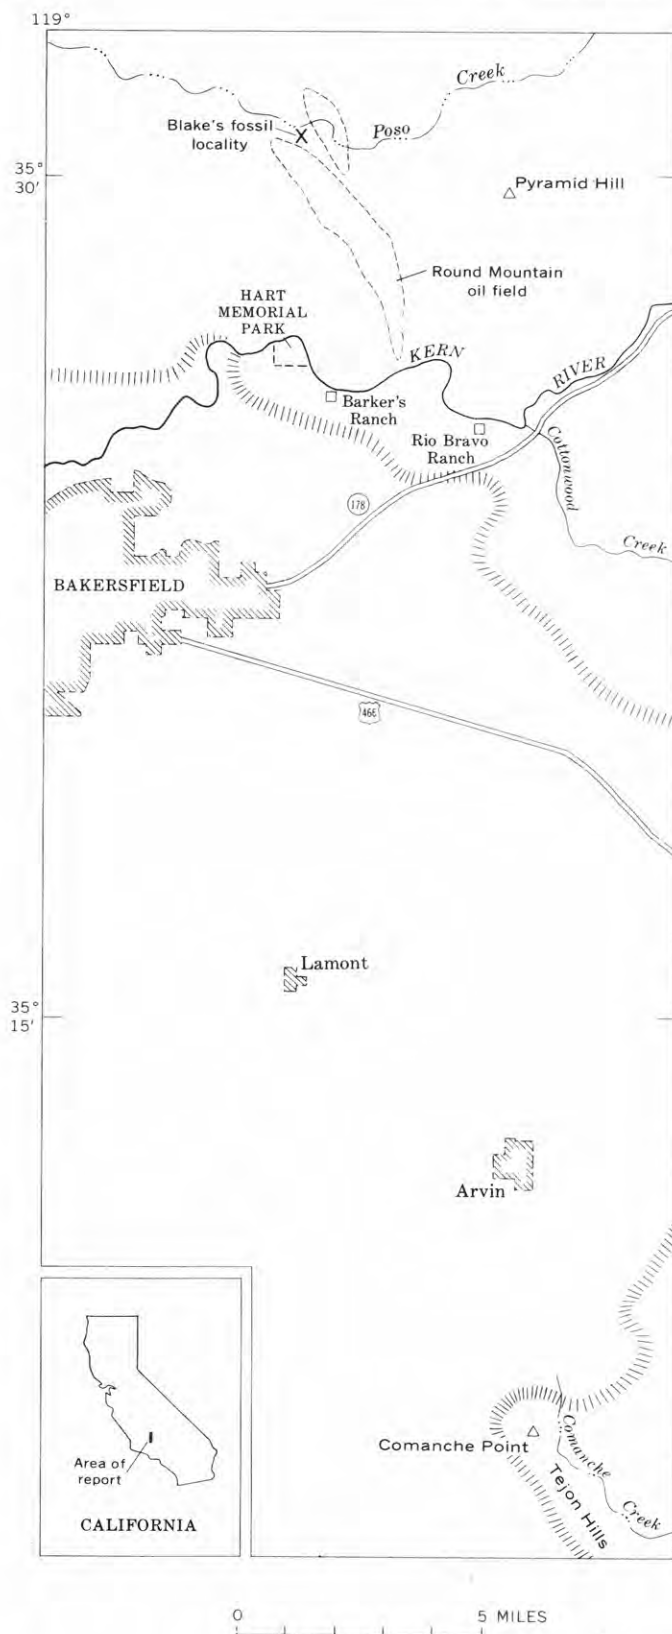 119°
Creek
Blake's fossil
locality
Poso
35°
30'
Pyramid Hill
Round Mountain
oil field
HART
MEMORIAL
PARK
KERN
RIVER
Barker's
Ranch
Rio Bravo
Ranch
Cottonwood
178
Creek
BAKERSFIELD
466
Lamont
35°
15'
Arvin
Comanche Point
Comanche
Creek
Tejon Hills
Area of
report
CALIFORNIA
0
5 MILES